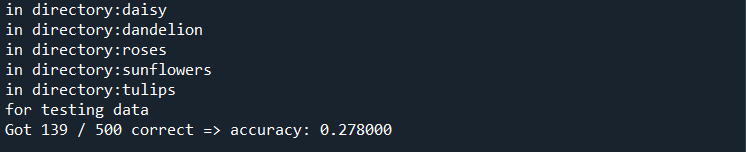 in directory:daisy
in directory:dandelion
in directory:roses
in directory:sunflowers
in directory:tulips
for testing data
Got 139 / 500 correct => accuracy: 0.278000